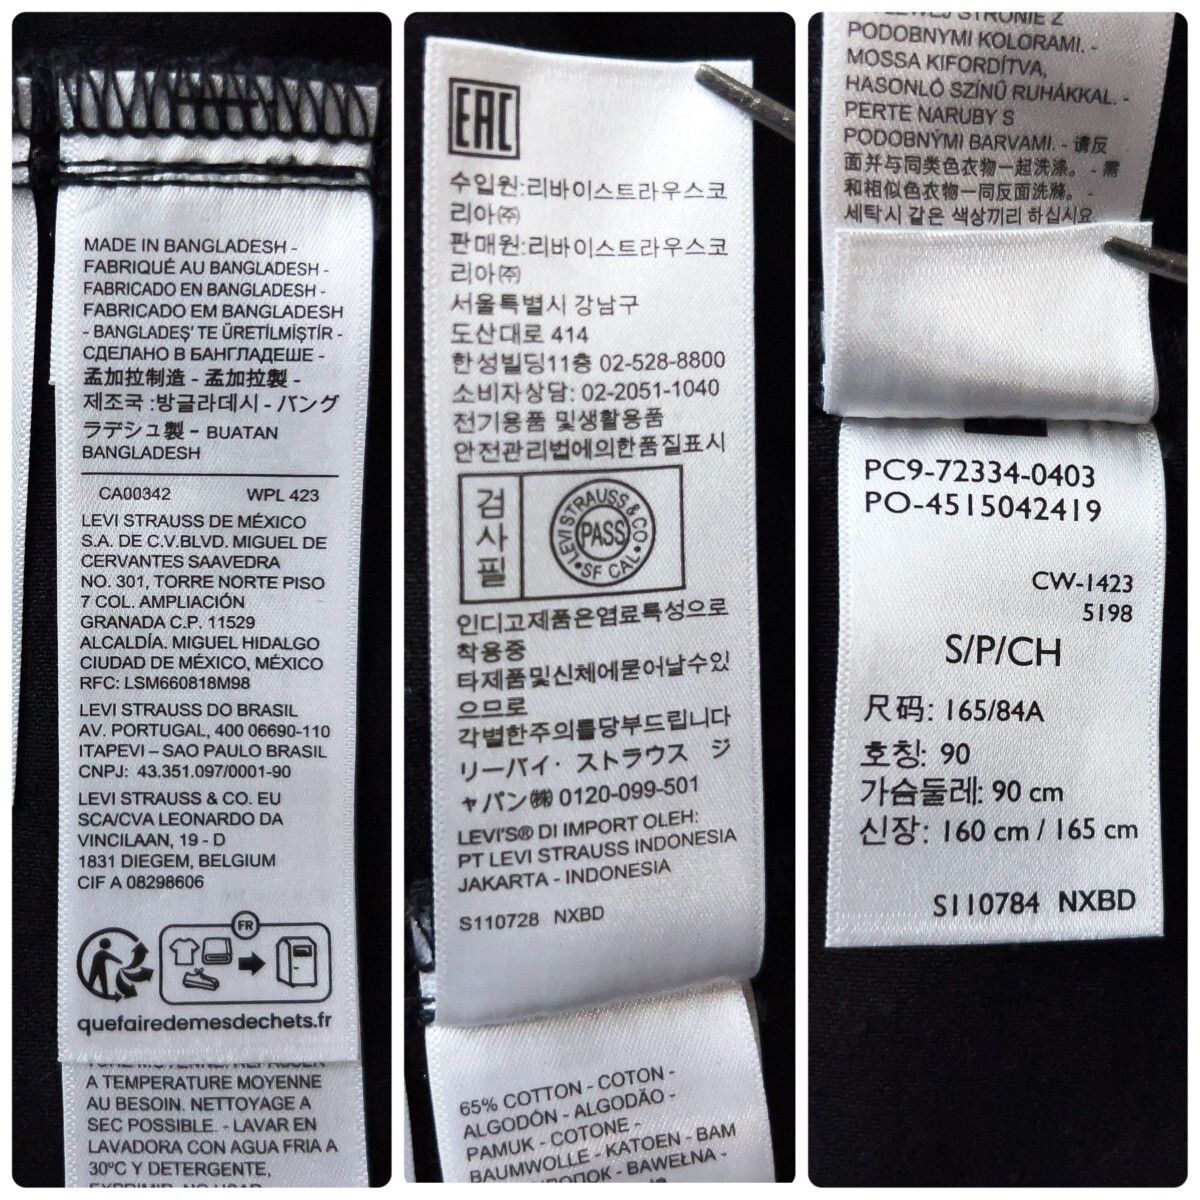 MADE IN BANGLADESH -
FABRIQUÉ AU BANGLADESH -
FABRICADO EN BANGLADESH -
FABRICADO EM BANGLADESH
- BANGLADEŞ' TE ÜRETİLMİŞTİR -
СДЕЛАНО В БАНГЛАДЕШЕ -
孟加拉制造 - 孟加拉製 -
제조국 :방글라데시 - バング
ラデシュ製 - BUATAN
BANGLADESH
CA00342 WPL 423
LEVI STRAUSS DE MÉXICO
S.A. DE C.V.BLVD. MIGUEL DE
CERVANTES SAAVEDRA
NO. 301, TORRE NORTE PISO
7 COL. AMPLIACIÓN
GRANADA C.P. 11529
ALCALDÍA. MIGUEL HIDALGO
CIUDAD DE MÉXICO, MÉXICO
RFC: LSM660818M98
LEVI STRAUSS DO BRASIL
AV. PORTUGAL, 400 06690-110
ITAPEVI – SAO PAULO BRASIL
CNPJ: 43.351.097/0001-90
LEVI STRAUSS & CO. EU
SCA/CVA LEONARDO DA
VINCILAAN, 19 - D
1831 DIEGEM, BELGIUM
CIF A 08298606
FR
quefairedemesdechets.fr
A TEMPERATURE MOYENNE
AU BESOIN. NETTOYAGE A
SEC POSSIBLE. - LAVAR EN
LAVADORA CON AGUA FRIA A
30ºC Y DETERGENTE,
EAC
수입원:리바이스트라우스코
리아㈜
판매원:리바이스트라우스코
리아㈜
서울특별시 강남구
도산대로 414
한성빌딩11층 02-528-8800
소비자상담: 02-2051-1040
전기용품 및생활용품
안전관리법에의한품질표시
검사필
LEVI STRAUSS & CO
PASS
SF CAL
인디고제품은염료특성으로
착용중
타제품및신체에묻어날수있
으므로
각별한주의를당부드립니다
リーバイ・ストラウス ジ
ャパン㈱ 0120-099-501
LEVI'S® DI IMPORT OLEH:
PT LEVI STRAUSS INDONESIA
JAKARTA - INDONESIA
S110728 NXBD
65% COTTON - COTON -
ALGODÓN - ALGODÃO -
PAMUK - COTONE -
BAUMWOLLE - KATOEN - BAM
BAWEŁNA -
STRONIE Z
PODOBNYMI KOLORAMI. -
MOSSA KIFORDÍTVA,
HASONLÓ SZÍNŰ RUHÁKKAL. -
PERTE NARUBY S
PODOBNÝMI BARVAMI. - 请反
面并与同类色衣物一起洗涤。 - 需
和相似色衣物一同反面洗滌。 -
세탁시 같은 색상끼리 하십시요.
PC9-72334-0403
PO-4515042419
CW-1423
5198
S/P/CH
尺码: 165/84A
호칭: 90
가슴둘레: 90 cm
신장: 160 cm / 165 cm
S110784 NXBD